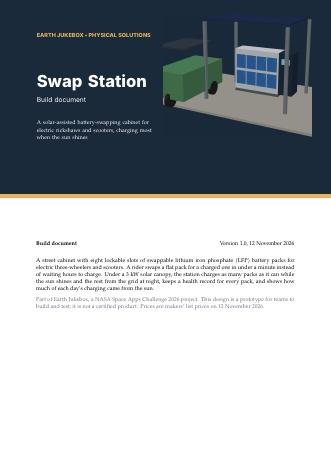 EARTH JUKEBOX • PHYSICAL SOLUTIONS
Swap Station
Build document
A solar-assisted battery-swapping cabinet for
electric rickshaws and scooters, charging most
when the sun shines
Build document
Version 1.0, 12 November 2026
A street cabinet with eight lockable slots of swappable lithium iron phosphate (LFP) battery packs for
electric three-wheelers and scooters. A rider swaps a flat pack for a charged one in under a minute instead
of waiting hours to charge. Under a 3 kW solar canopy, the station charges as many packs as it can while
the sun shines and the rest from the grid at night, keeps a health record for every pack, and shows how
much of each day's charging came from the sun.
Part of Earth Jukebox, a NASA Space Apps Challenge 2026 project. This design is a prototype for teams to
build and test; it is not a certified product. Prices are makers' list prices on 12 November 2026.